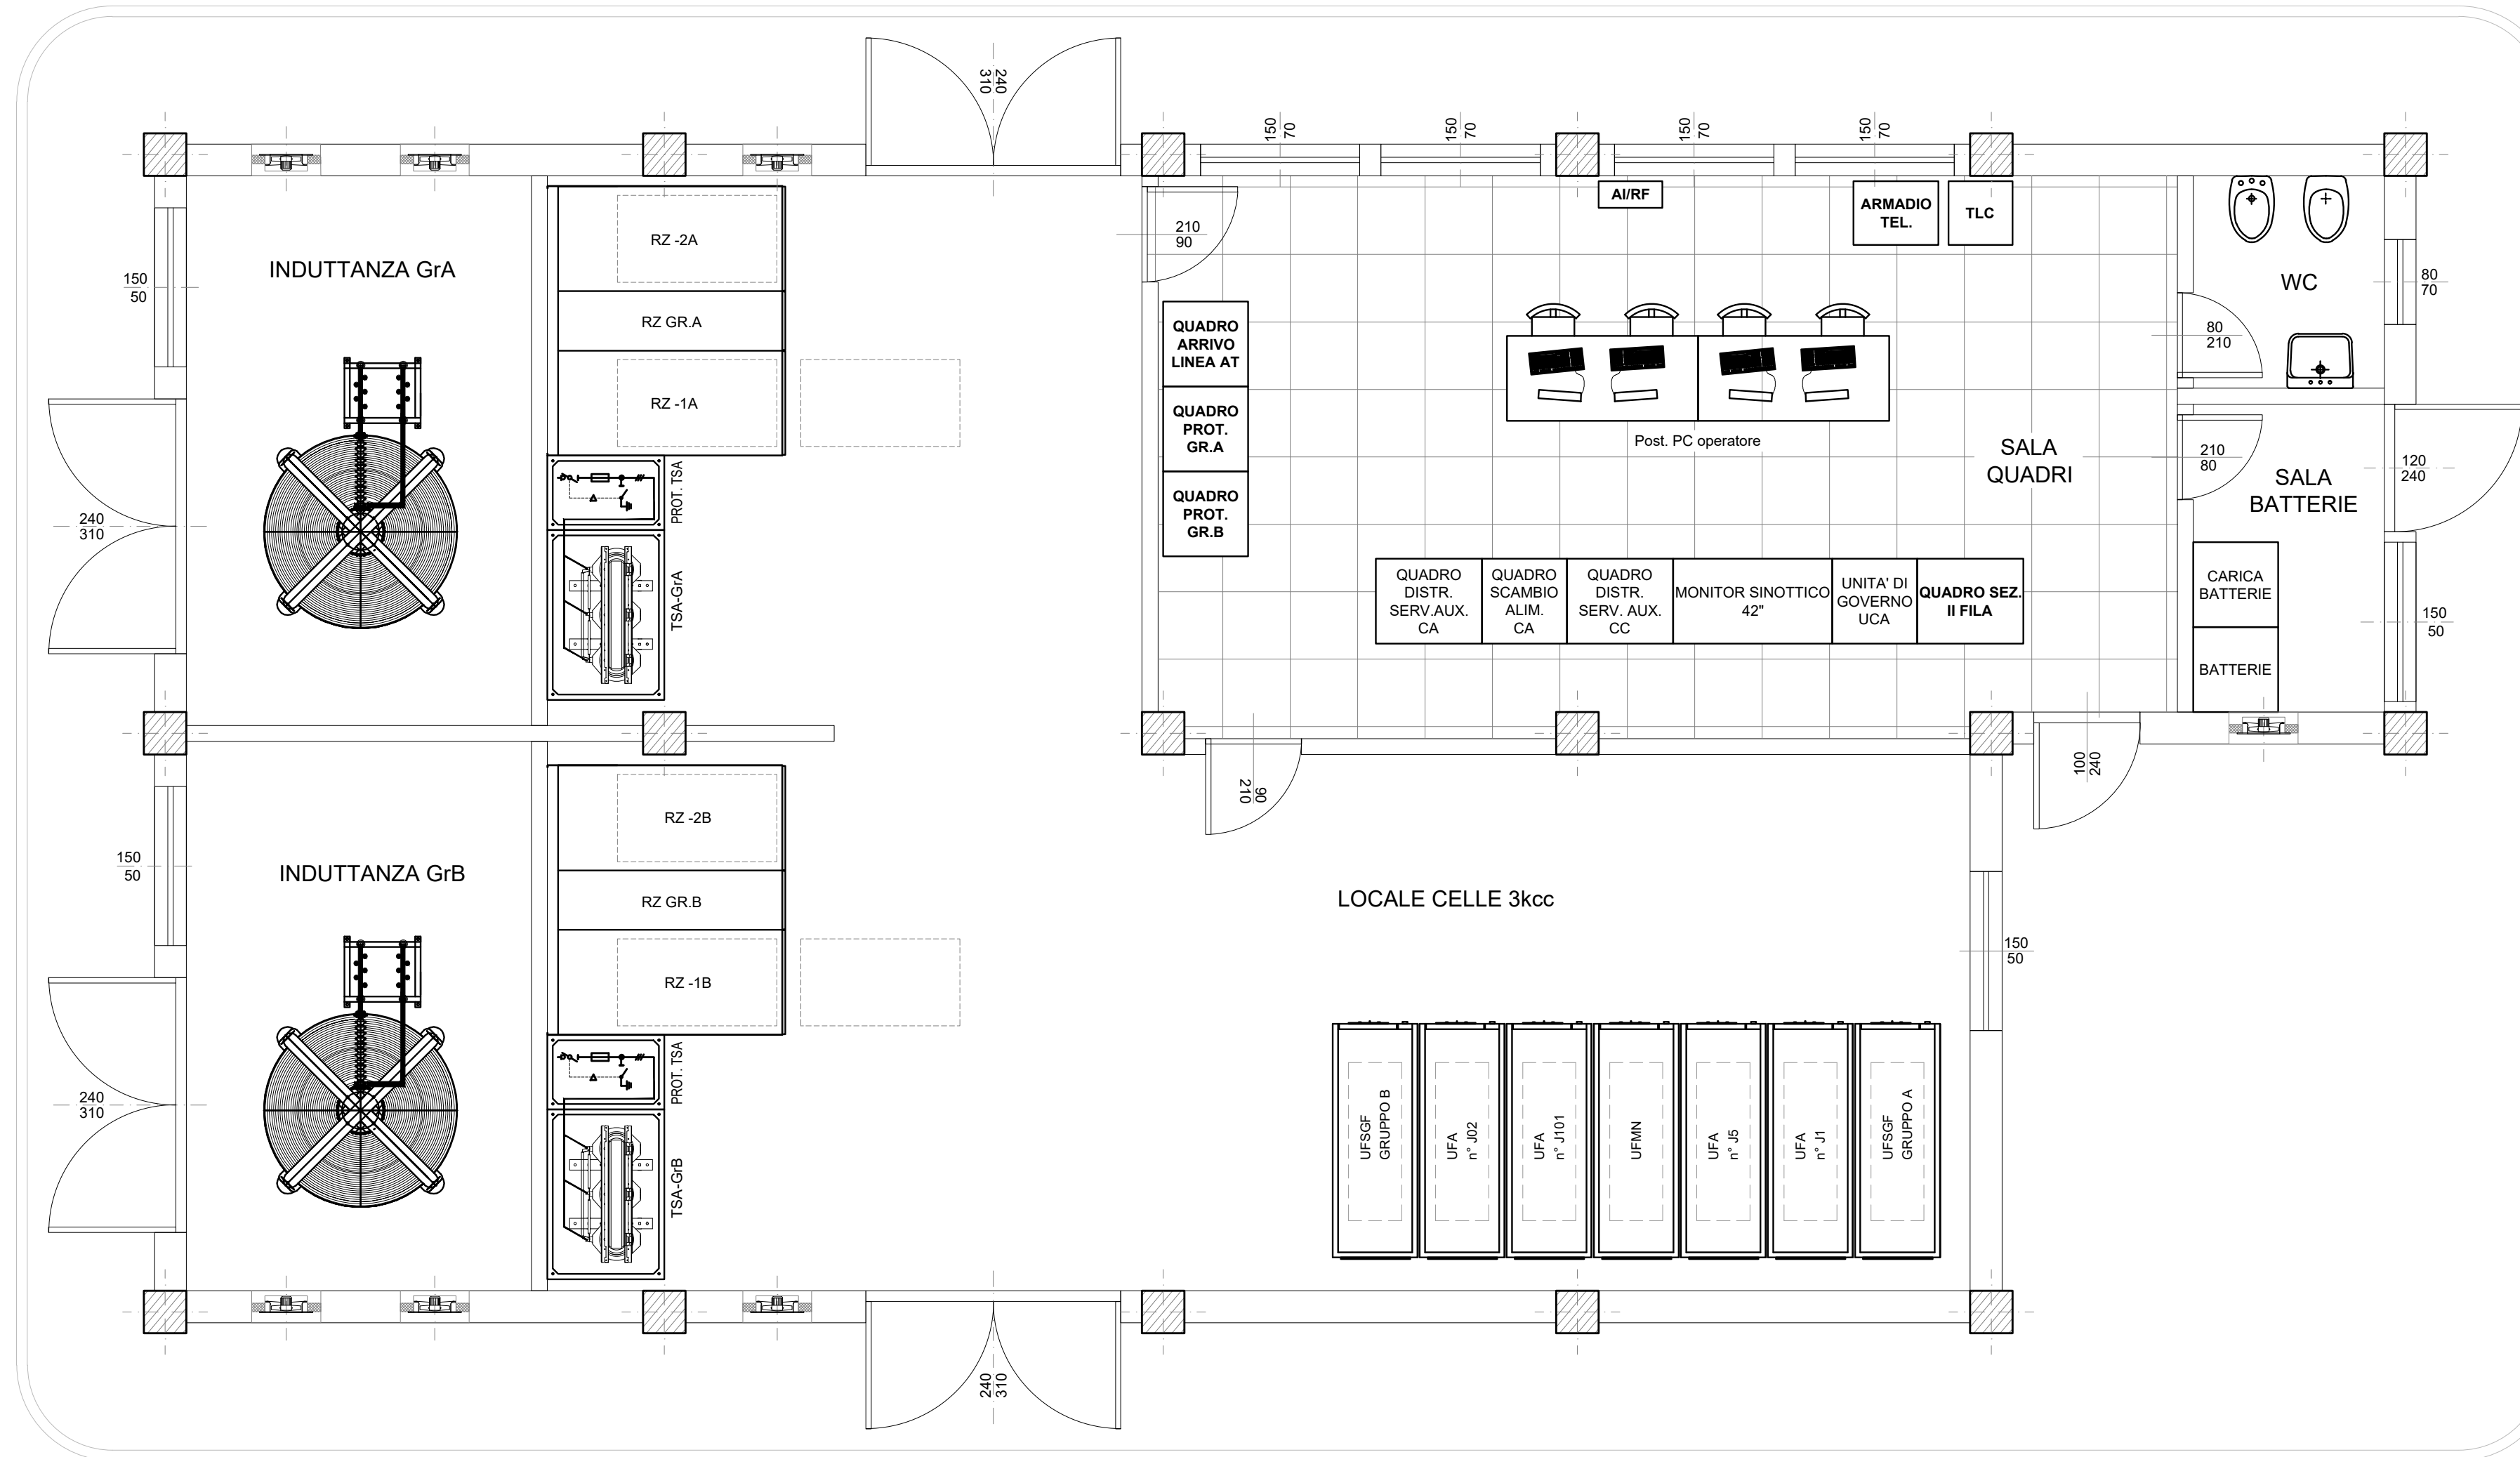 240
310
150
70
150
70
150
70
150
70
INDUTTANZA GrA
150
50
240
310
RZ -2A
RZ GR.A
RZ -1A
PROT. TSA
TSA-GrA
210
90
QUADRO
ARRIVO
LINEA AT
QUADRO
PROT.
GR.A
QUADRO
PROT.
GR.B
AI/RF
ARMADIO
TEL.
TLC
Post. PC operatore
SALA
QUADRI
QUADRO
DISTR.
SERV.AUX.
CA
QUADRO
SCAMBIO
ALIM.
CA
QUADRO
DISTR.
SERV. AUX.
CC
MONITOR SINOTTICO
42"
UNITA' DI
GOVERNO
UCA
QUADRO SEZ.
II FILA
WC
80
70
80
210
210
80
SALA
BATTERIE
120
240
CARICA
BATTERIE
BATTERIE
150
50
90
210
100
240
INDUTTANZA GrB
150
50
240
310
RZ -2B
RZ GR.B
RZ -1B
PROT. TSA
TSA-GrB
LOCALE CELLE 3kcc
150
50
UFSGF
GRUPPO B
UFA
n° J02
UFA
n° J101
UFMN
UFA
n° J5
UFA
n° J1
UFSGF
GRUPPO A
240
310